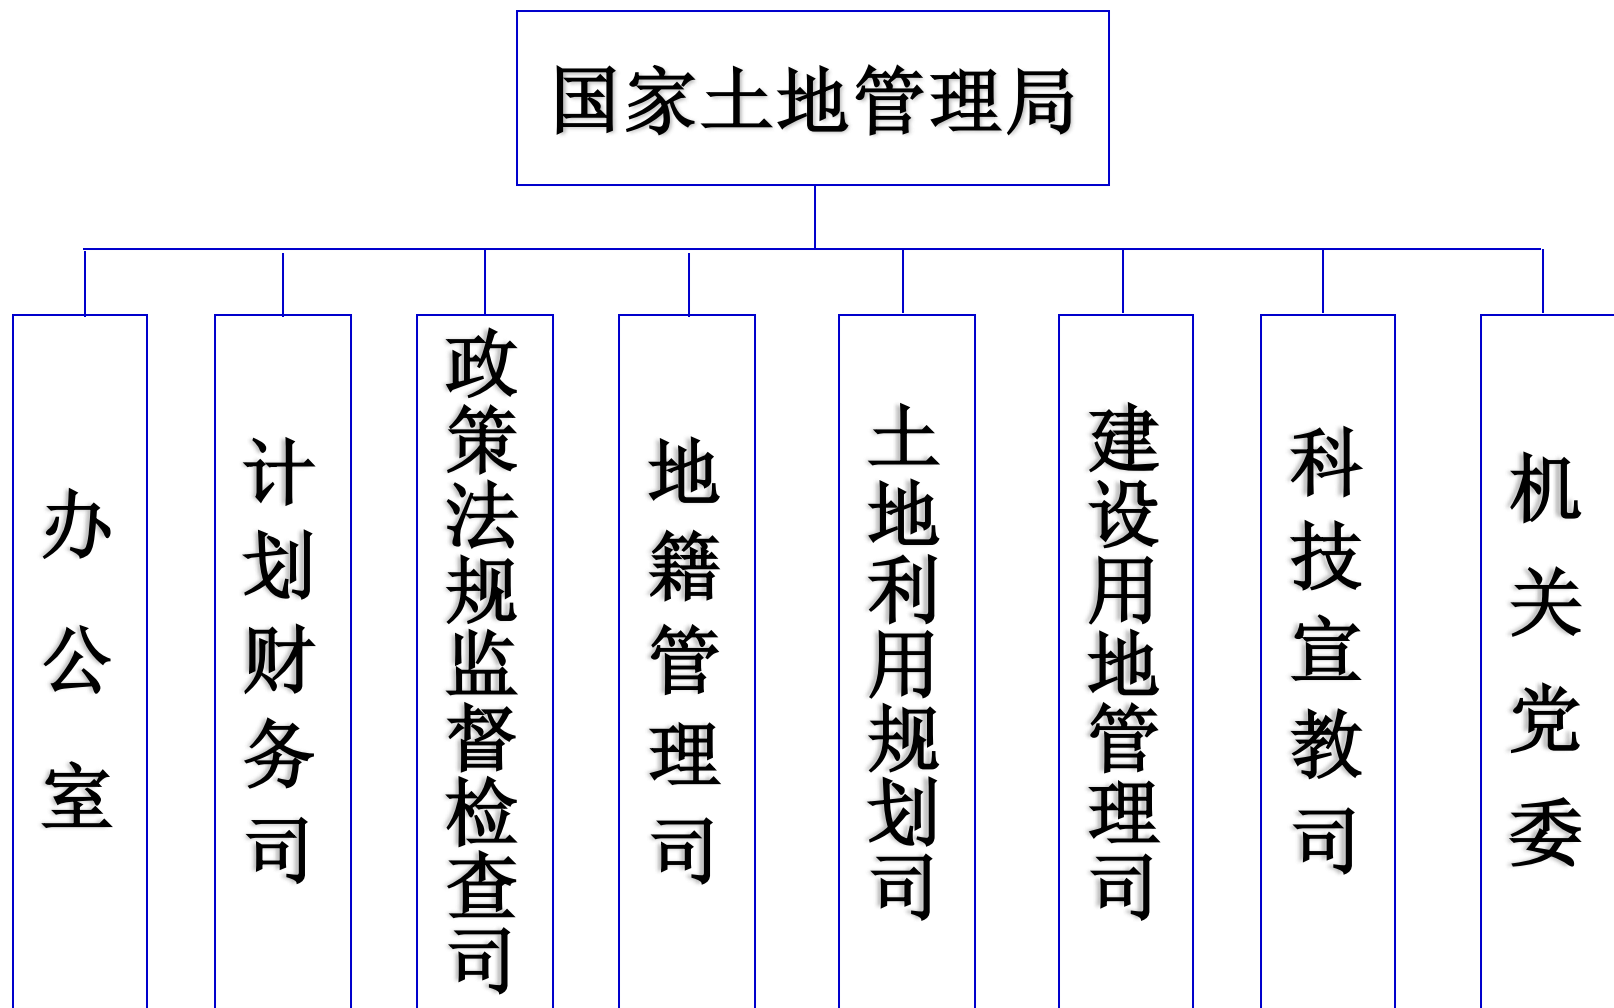 国家土地管理局
办公室
计划财务司
政策法规监督检查司
地籍管理司
土地利用规划司
建设用地管理司
科技宣教司
机关党委